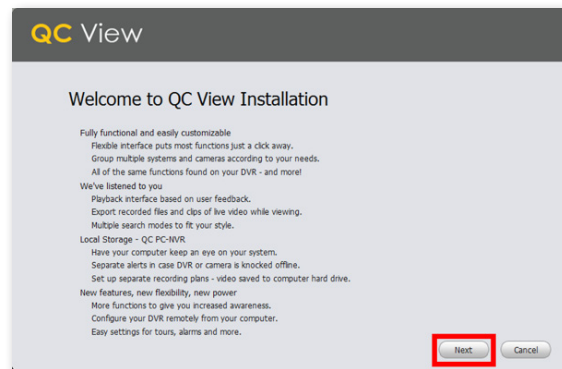 QC View
Welcome to QC View Installation
Fully functional and easily customizable
Flexible interface puts most functions just a click away.
Group multiple systems and cameras according to your needs.
All of the same functions found on your DVR - and more!
We've listened to you
Playback interface based on user feedback.
Export recorded files and clips of live video while viewing.
Multiple search modes to fit your style.
Local Storage - QC PC-NVR
Have your computer keep an eye on your system.
Separate alerts in case DVR or camera is knocked offline.
Set up separate recording plans - video saved to computer hard drive.
New features, new flexibility, new power
More functions to give you increased awareness.
Configure your DVR remotely from your computer.
Easy settings for tours, alarms and more.
Next Cancel